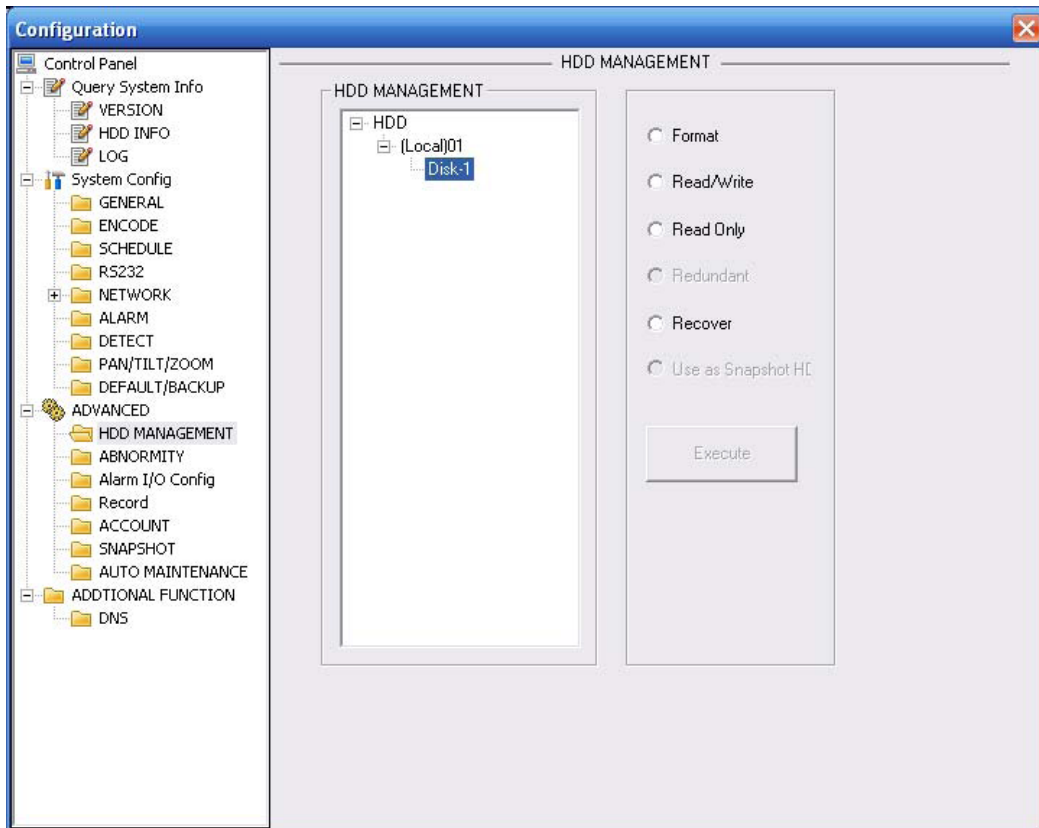 Configuration
Control Panel
Query System Info
VERSION
HDD INFO
LOG
System Config
GENERAL
ENCODE
SCHEDULE
RS232
NETWORK
ALARM
DETECT
PAN/TILT/ZOOM
DEFAULT/BACKUP
ADVANCED
HDD MANAGEMENT
ABNORMITY
Alarm I/O Config
Record
ACCOUNT
SNAPSHOT
AUTO MAINTENANCE
ADDTIONAL FUNCTION
DNS
HDD MANAGEMENT
HDD MANAGEMENT
HDD
(Local)01
Disk-1
Format
Read/Write
Read Only
Redundant
Recover
Use as Snapshot
Execute